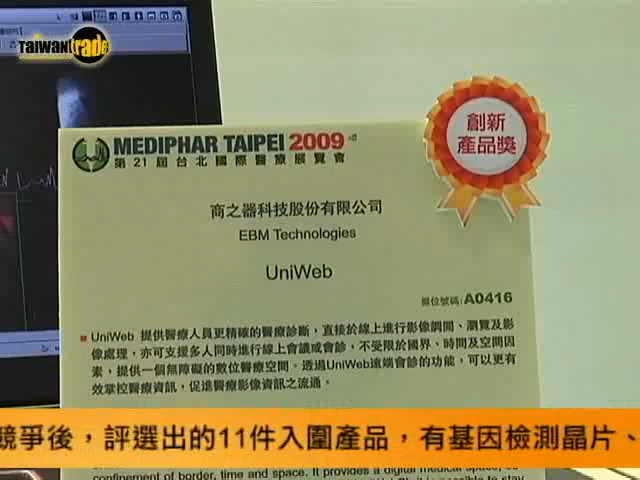 Taiwantrade
MEDIPHAR TAIPEI 2009
第21屆台北國際醫療展覽會
創新
產品獎
商之器科技股份有限公司
EBM Technologies
UniWeb
攤位號碼: A0416
UniWeb 提供醫療人員更精確的醫療診斷，直接於線上進行影像調閱、瀏覽及影
像處理，亦可支援多人同時進行線上會議或會診，不受限於國界、時間及空間因
素，提供一個無障礙的數位醫療空間。透過UniWeb遠端會診的功能，可以更有
效掌控醫療資訊，促進醫療影像資訊之流通。
競爭後，評選出的11件入圍產品，有基因檢測晶片、
confinement of border, time and space. It provides a digital medical space, so